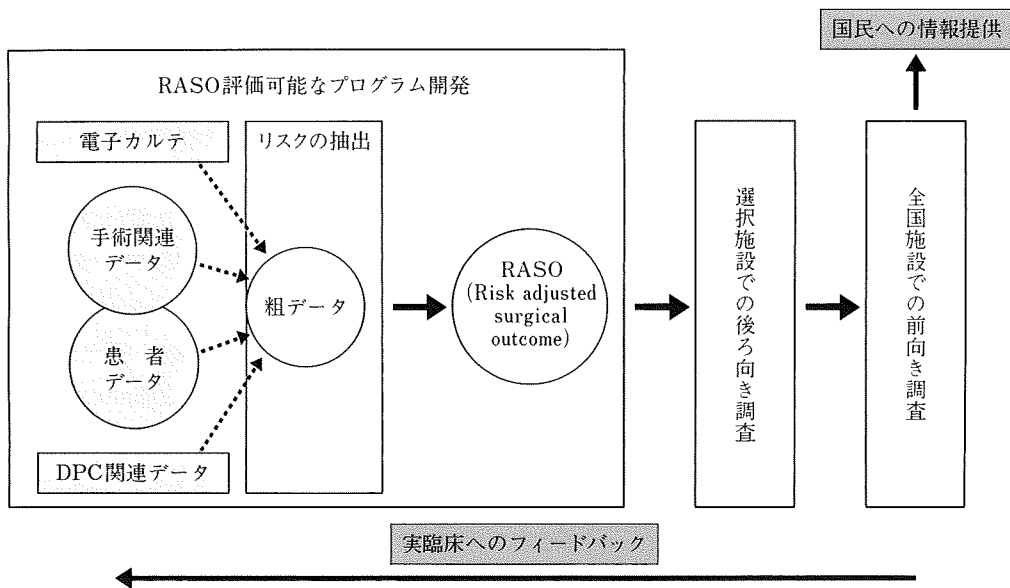 国民への情報提供
RASO評価可能なプログラム開発
電子カルテ
リスクの抽出
手術関連
データ
患 者
データ
DPC関連データ
粗データ
RASO
(Risk adjusted
surgical
outcome)
選択施設での後ろ向き調査
全国施設での前向き調査
実臨床へのフィードバック